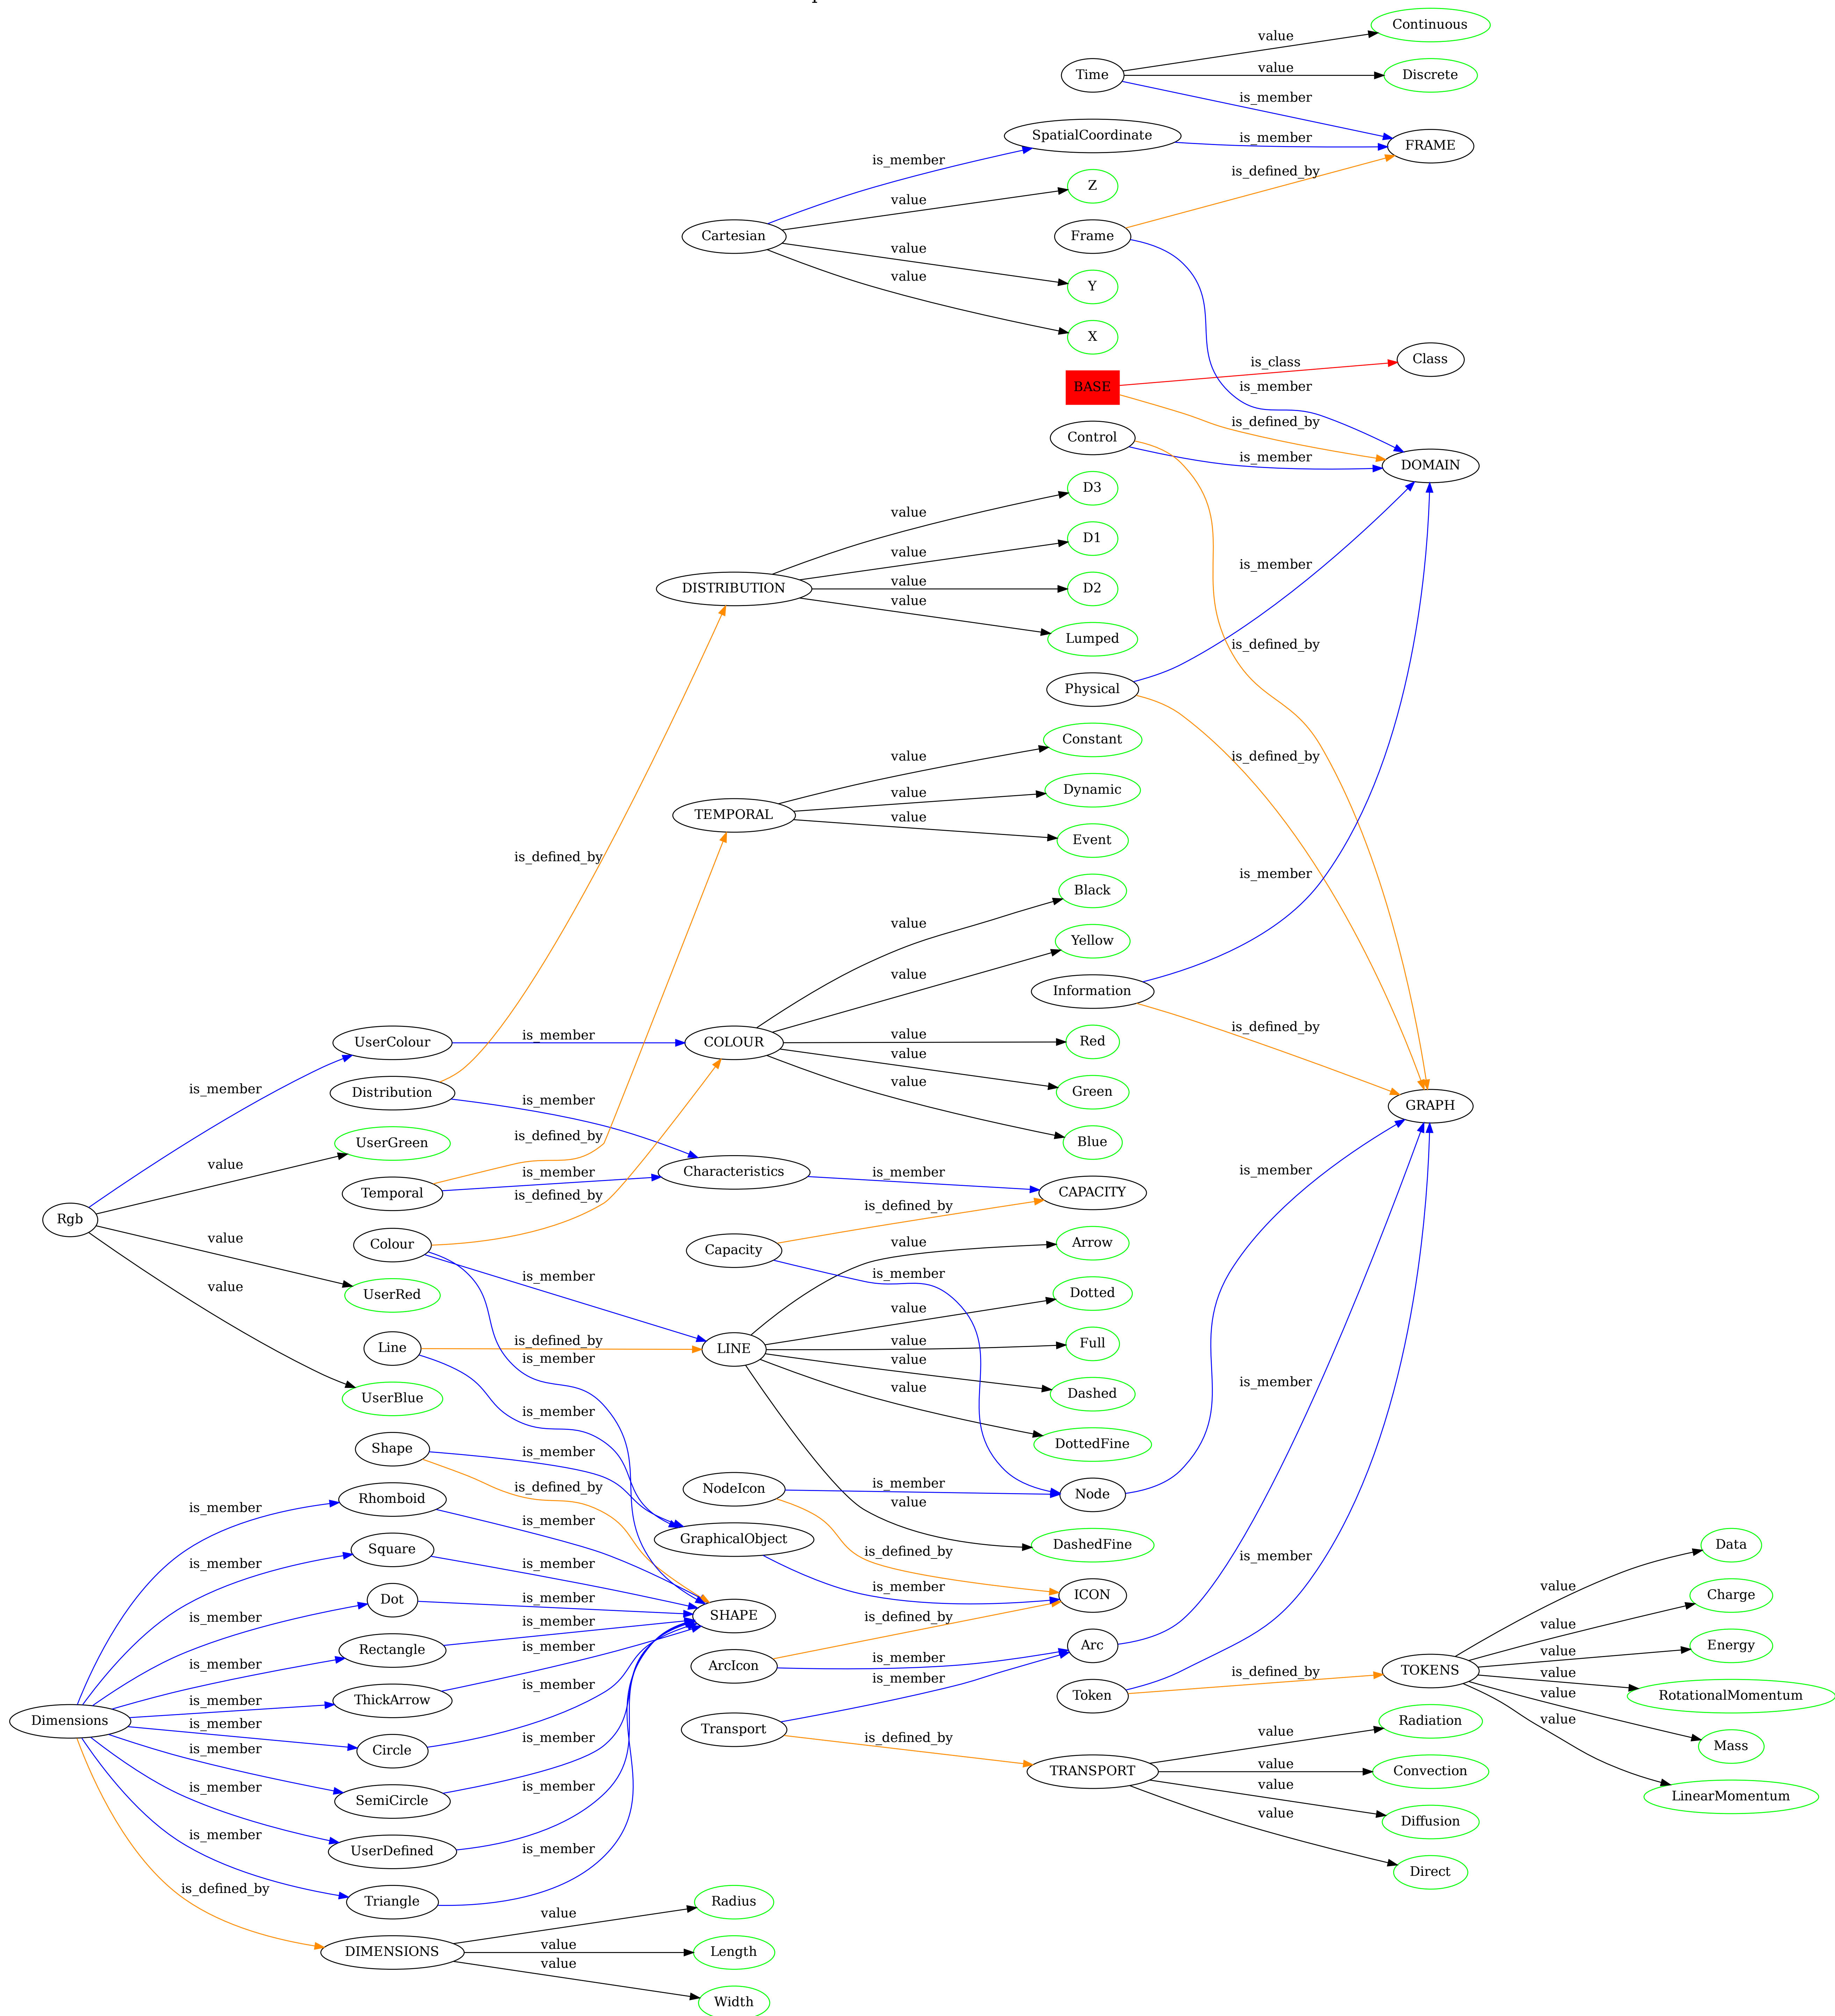 Continuous
value
Time
value
Discrete
is_member
SpatialCoordinate
is_member
FRAME
is_member
is_defined_by
Z
value
Cartesian
Frame
value
value
Y
X
Class
is_class
BASE
is_member
is_defined_by
Control
is_member
DOMAIN
D3
value
D1
value
is_member
DISTRIBUTION
value
D2
value
Lumped
is_defined_by
Physical
Constant
value
is_defined_by
Dynamic
value
TEMPORAL
value
Event
is_defined_by
is_member
Black
value
Yellow
value
Information
is_defined_by
UserColour
is_member
COLOUR
value
Red
value
Green
value
is_member
Distribution
is_member
GRAPH
UserGreen
is_defined_by
Blue
value
is_member
Characteristics
is_member
is_member
Temporal
is_defined_by
CAPACITY
is_defined_by
Rgb
value
Colour
Capacity
value
Arrow
is_member
is_member
value
UserRed
value
Dotted
Line
is_defined_by
LINE
value
Full
is_member
value
value
Dashed
is_member
UserBlue
is_member
Shape
is_member
DottedFine
is_defined_by
NodeIcon
is_member
Node
is_member
Rhomboid
value
is_member
GraphicalObject
DashedFine
Data
is_member
Square
is_member
is_defined_by
is_member
value
is_member
Dot
is_member
ICON
Charge
SHAPE
is_defined_by
value
is_member
Rectangle
is_member
Arc
Energy
is_member
is_member
ArcIcon
is_member
value
is_defined_by
TOKENS
value
is_member
ThickArrow
is_member
is_member
Token
value
RotationalMomentum
Dimensions
is_member
Transport
is_defined_by
value
Radiation
value
Circle
is_member
is_member
TRANSPORT
value
Convection
Mass
value
is_member
SemiCircle
is_member
Diffusion
LinearMomentum
value
is_member
UserDefined
is_member
Direct
is_defined_by
Triangle
value
Radius
DIMENSIONS
value
Length
value
Width